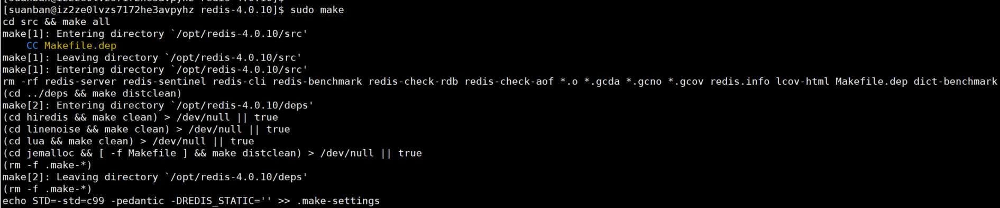 [suanban@iz2ze0lvzs7172he3avpyhz redis-4.0.10]$ sudo make
cd src && make all
make[1]: Entering directory `/opt/redis-4.0.10/src'
    CC Makefile.dep
make[1]: Leaving directory `/opt/redis-4.0.10/src'
make[1]: Entering directory `/opt/redis-4.0.10/src'
rm -rf redis-server redis-sentinel redis-cli redis-benchmark redis-check-rdb redis-check-aof *.o *.gcda *.gcno *.gcov redis.info lcov-html Makefile.dep dict-benchmark
(cd ../deps && make distclean)
make[2]: Entering directory `/opt/redis-4.0.10/deps'
(cd hiredis && make clean) > /dev/null || true
(cd linenoise && make clean) > /dev/null || true
(cd lua && make clean) > /dev/null || true
(cd jemalloc && [ -f Makefile ] && make distclean) > /dev/null || true
(rm -f .make-*)
make[2]: Leaving directory `/opt/redis-4.0.10/deps'
(rm -f .make-*)
echo STD=-std=c99 -pedantic -DREDIS_STATIC='' >> .make-settings